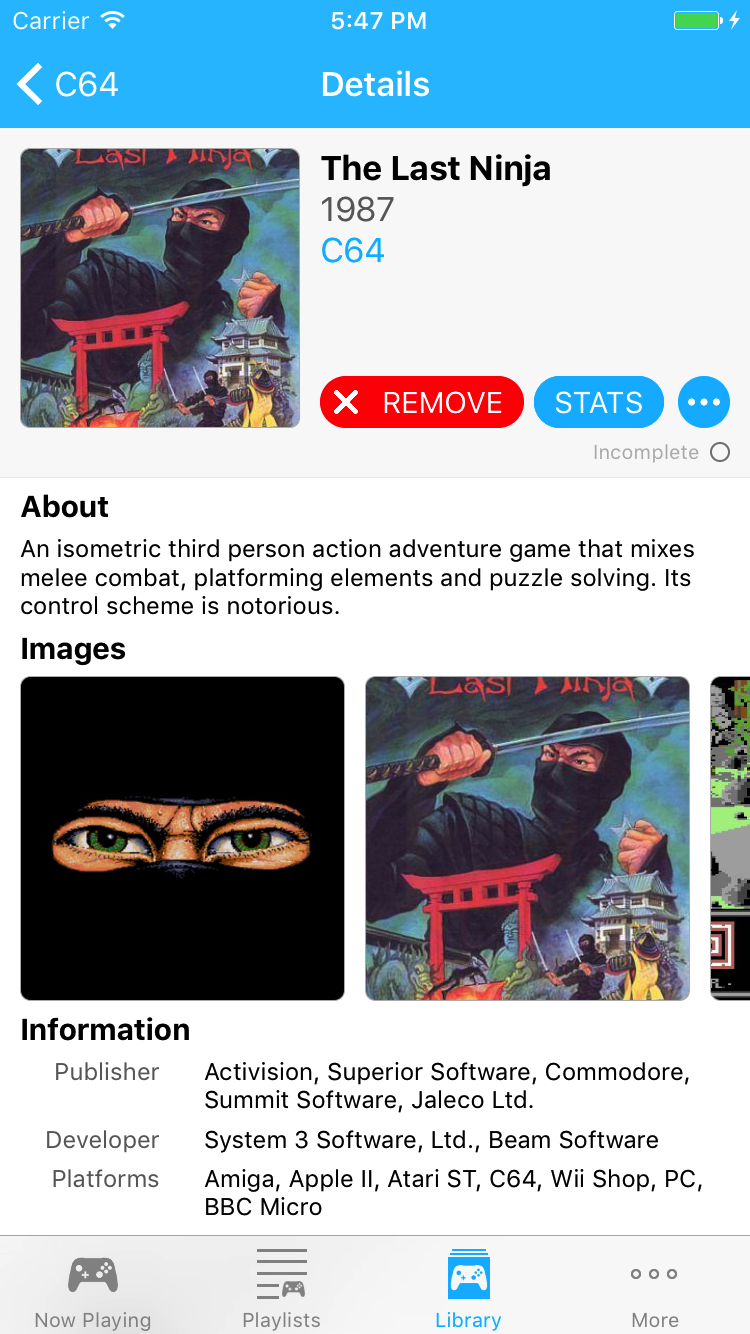 Carrier 5:47 PM
C64 Details
Last Ninja
The Last Ninja
1987
C64
REMOVE STATS
Incomplete
About
An isometric third person action adventure game that mixes
melee combat, platforming elements and puzzle solving. Its
control scheme is notorious.
Images
Last Ninja
Information
Publisher Activision, Superior Software, Commodore,
Summit Software, Jaleco Ltd.
Developer System 3 Software, Ltd., Beam Software
Platforms Amiga, Apple II, Atari ST, C64, Wii Shop, PC,
BBC Micro
Now Playing Playlists Library More